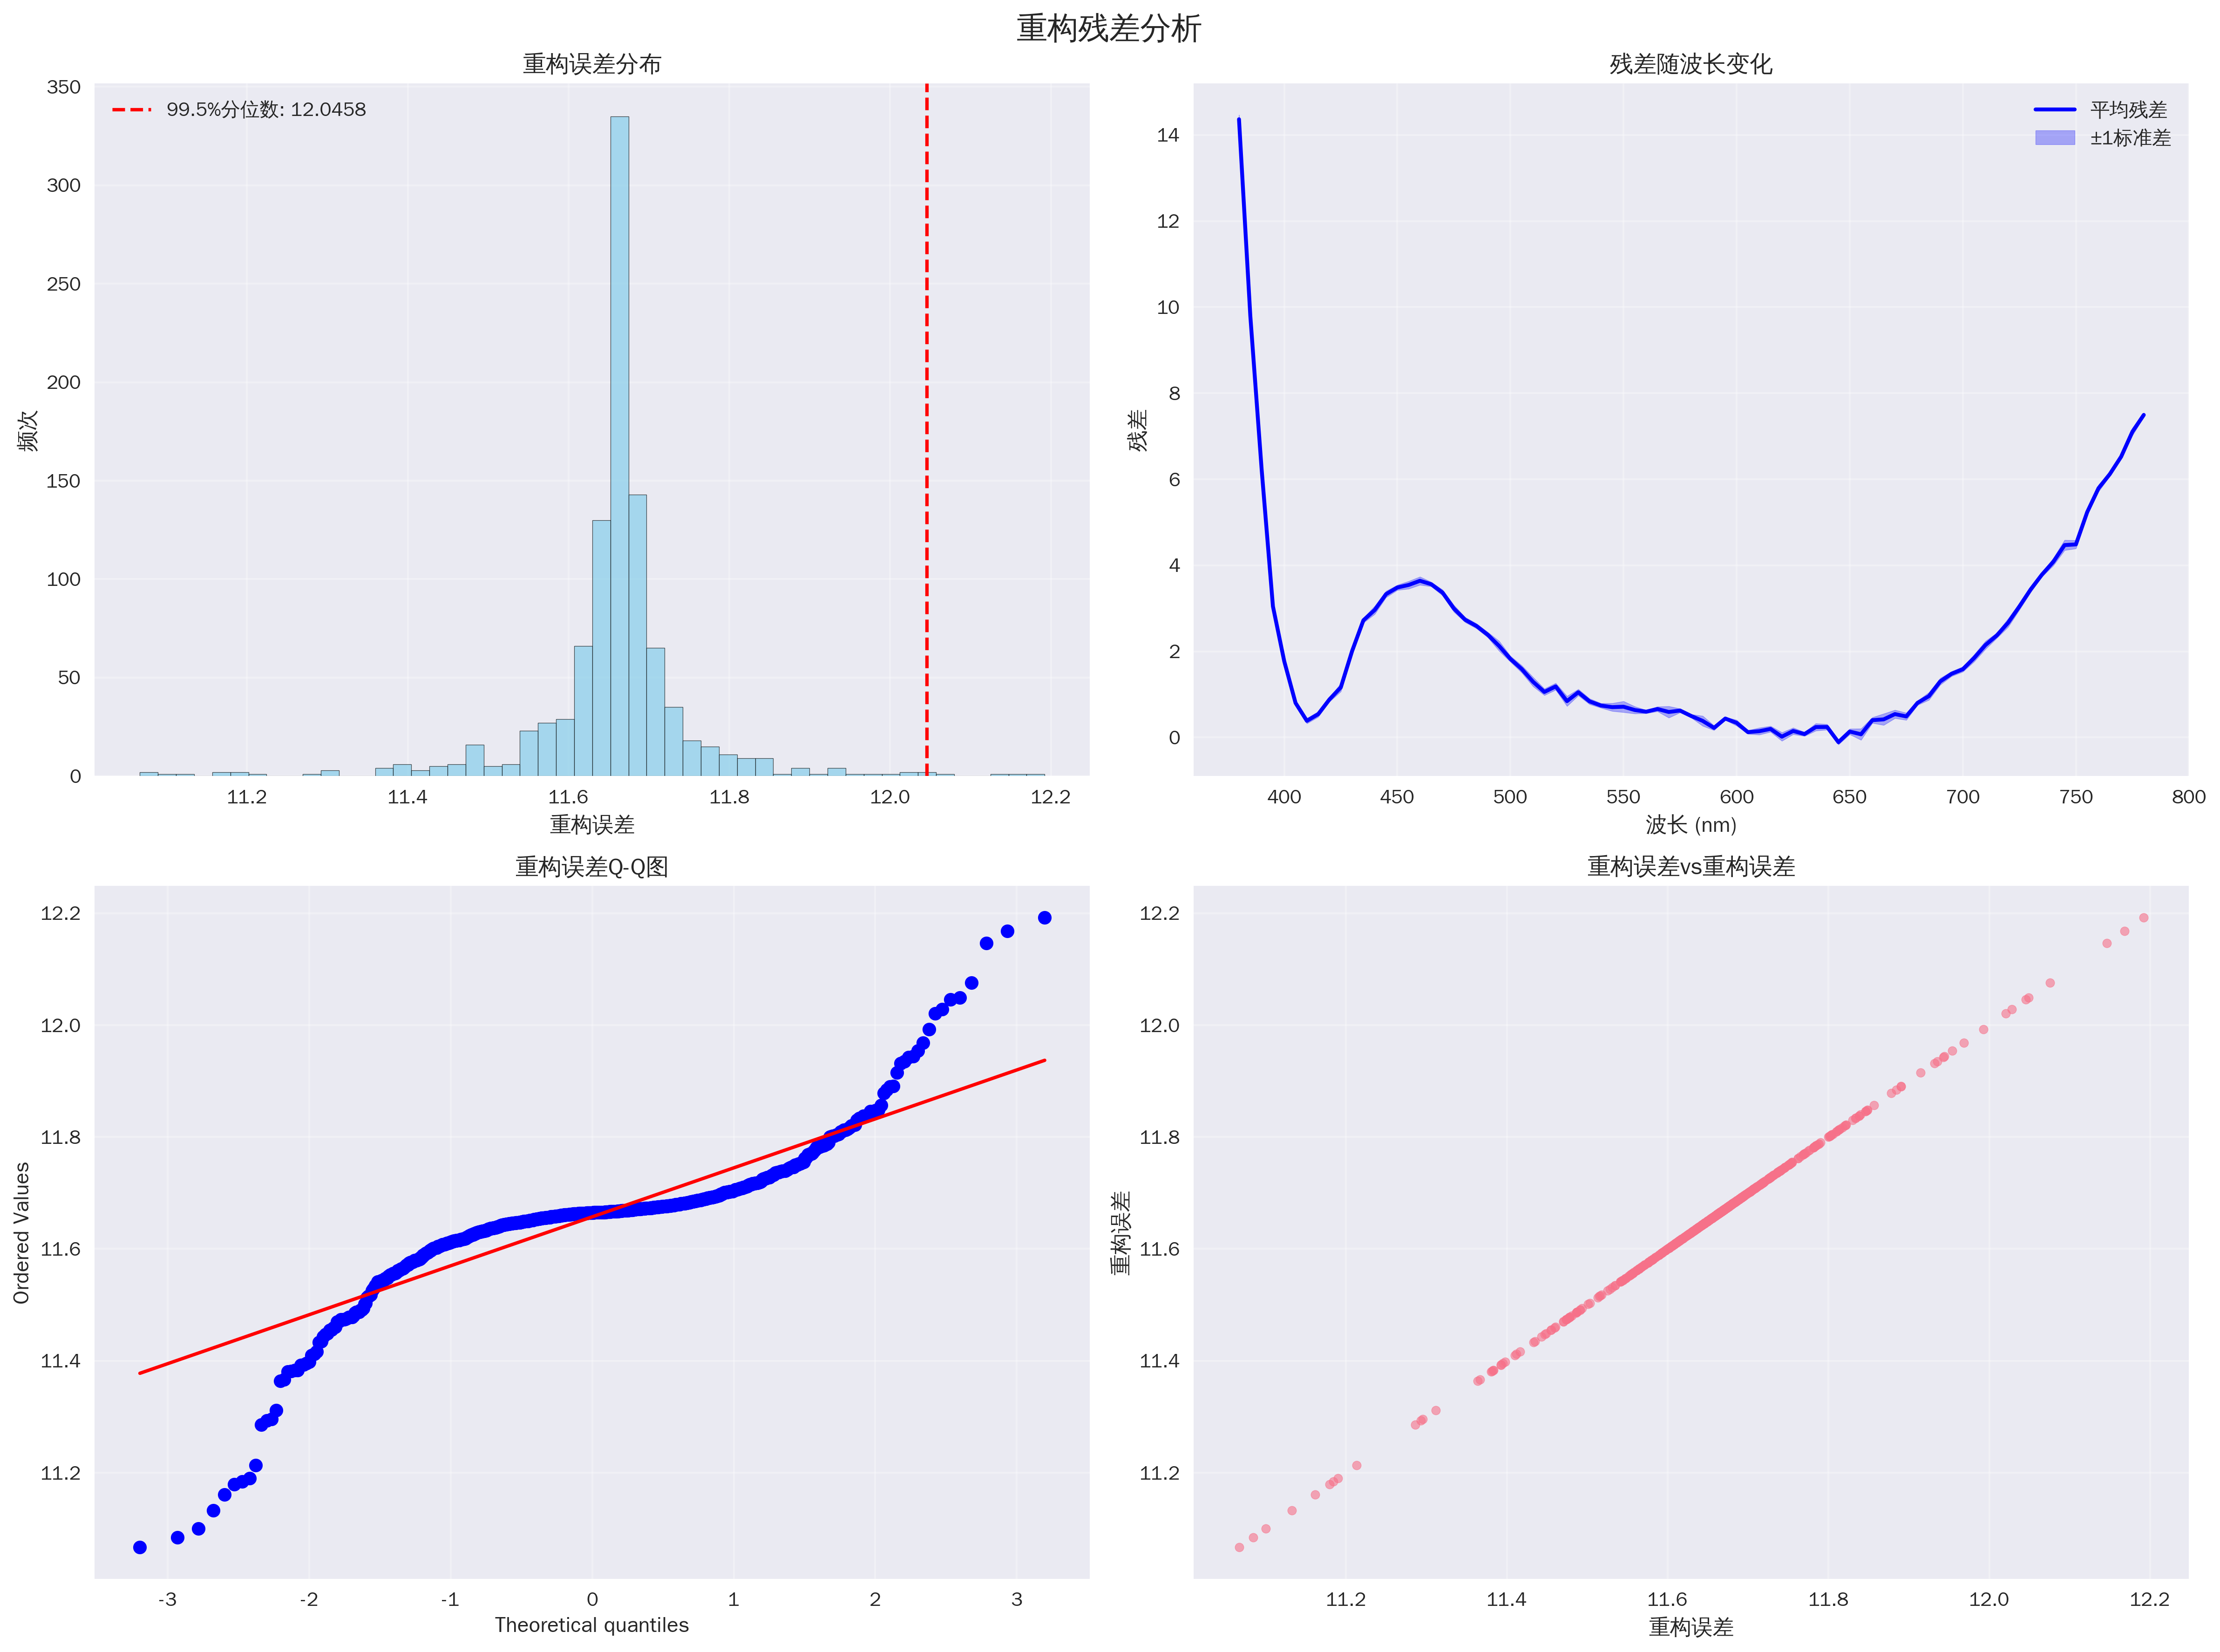 重构残差分析
重构误差分布
350
300
250
200
150
100
50
0
频次
99.5%分位数: 12.0458
11.2 11.4 11.6 11.8 12.0 12.2
重构误差
残差随波长变化
14
12
10
8
6
4
2
0
残差
平均残差
±1标准差
400 450 500 550 600 650 700 750 800
波长 (nm)
重构误差Q-Q图
12.2
12.0
11.8
11.6
11.4
11.2
Ordered Values
-3 -2 -1 0 1 2 3
Theoretical quantiles
重构误差vs重构误差
12.2
12.0
11.8
11.6
11.4
11.2
重构误差
11.2 11.4 11.6 11.8 12.0 12.2
重构误差